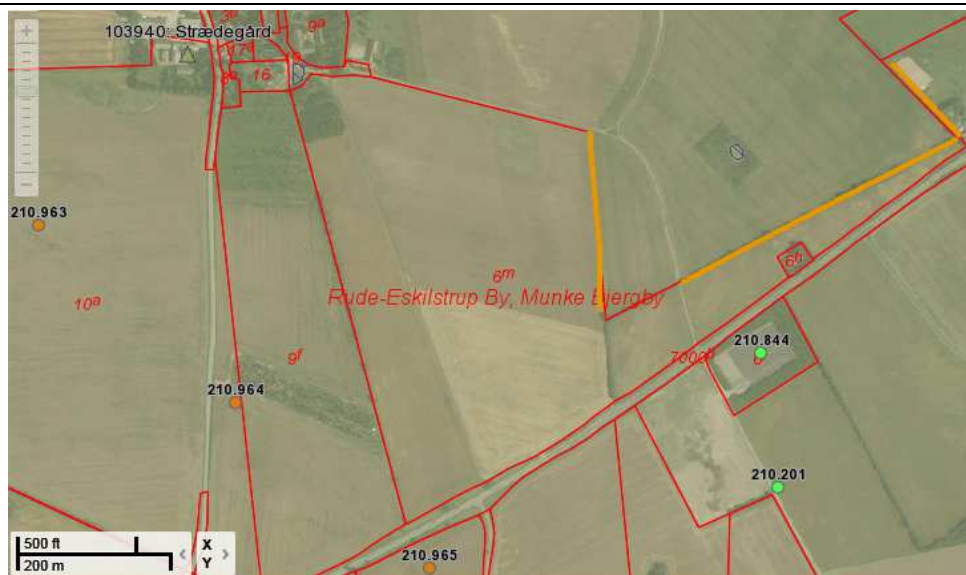 103940: Strædegård
9ᵃ
16
210.963
6ᵐ
Rude-Eskilstrup By, Munke Bjergby
10ᵃ
6ʰ
9ᶠ
210.844
210.964
210.201
500 ft
200 m
X
Y
210.965